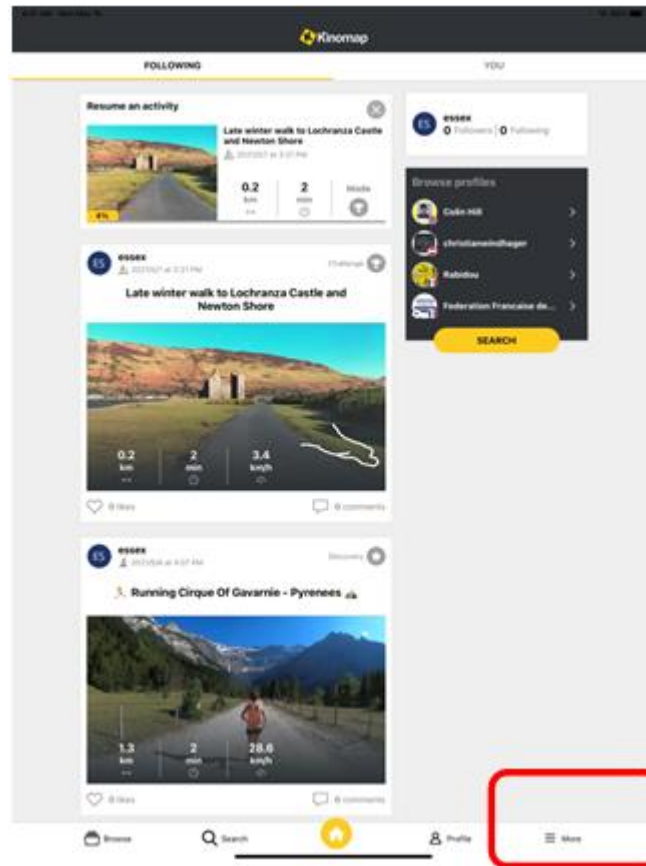 Kinomap
FOLLOWING
YOU
Resume an activity
Late winter walk to Lochranza Castle
and Newton Shore
0.2
km
2
min
Mode
8%
essex
Challenge
Late winter walk to Lochranza Castle and
Newton Shore
0.2
km
2
min
3.4
km/h
0 likes
0 comments
ES
essex
Discovery
Running Cirque Of Gavarnie - Pyrenees
1.3
km
2
min
28.6
km/h
0 likes
0 comments
ES
essex
0 Followers | 0 Following
Browse profiles
Colin Hill
christianeindhager
Rabidou
Federation Francaise de...
SEARCH
Browse
Search
Profile
More